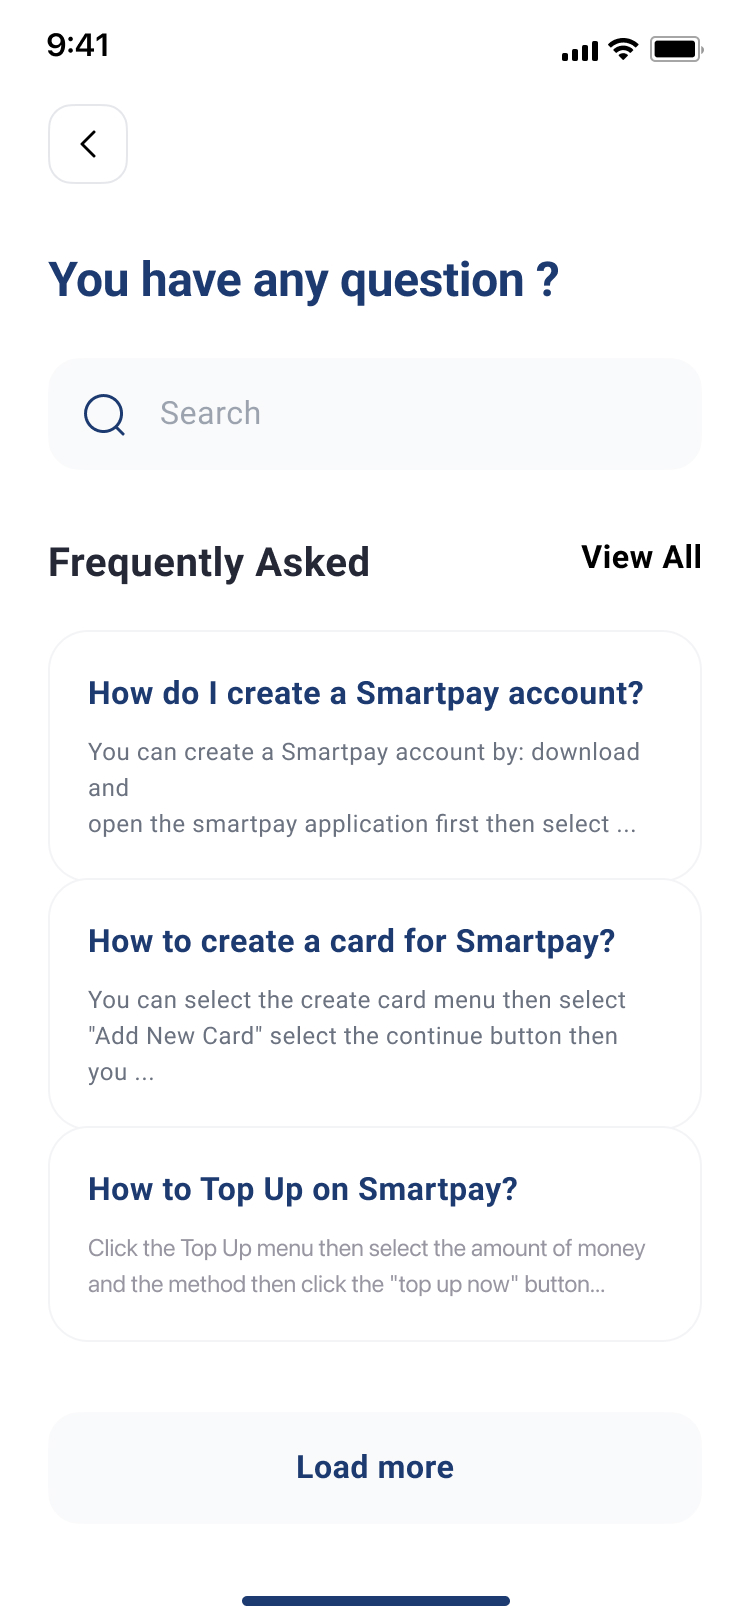 9:41
You have any question ?
Search
Frequently Asked
View All
How do I create a Smartpay account?
You can create a Smartpay account by: download
and
open the smartpay application first then select ...
How to create a card for Smartpay?
You can select the create card menu then select
"Add New Card" select the continue button then
you ...
How to Top Up on Smartpay?
Click the Top Up menu then select the amount of money
and the method then click the "top up now" button...
Load more